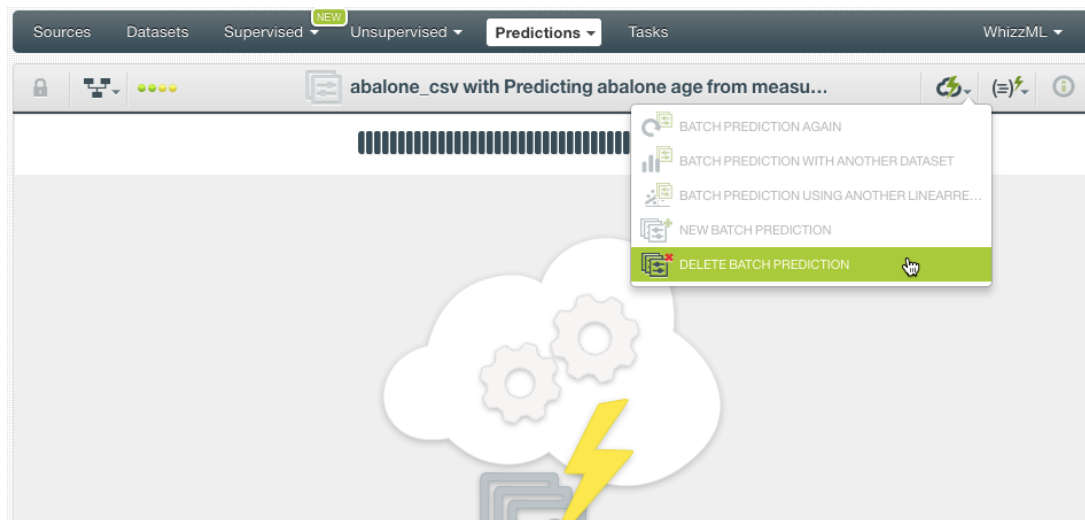 NEW
Sources Datasets Supervised Unsupervised Predictions Tasks WhizzML
abalone_csv with Predicting abalone age from measu... (=)
BATCH PREDICTION AGAIN
BATCH PREDICTION WITH ANOTHER DATASET
BATCH PREDICTION USING ANOTHER LINEARRE...
NEW BATCH PREDICTION
DELETE BATCH PREDICTION